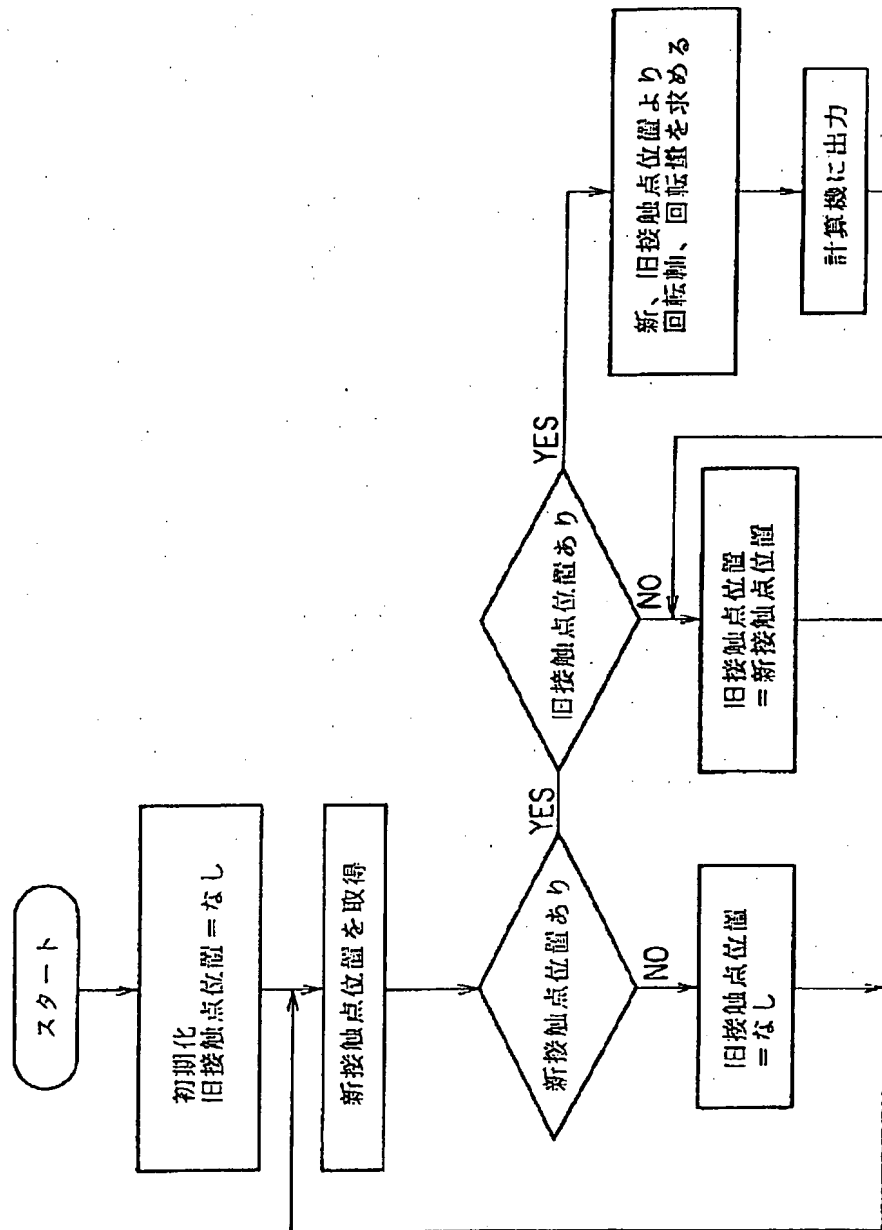 スタート
初期化
旧接触点位置=なし
新接触点位置を取得
新接触点位置あり
YES
NO
旧接触点位置
=なし
旧接触点位置あり
YES
NO
旧接触点位置
=新接触点位置
新、旧接触点位置より
回転軸、回転量を求める
計算機に出力